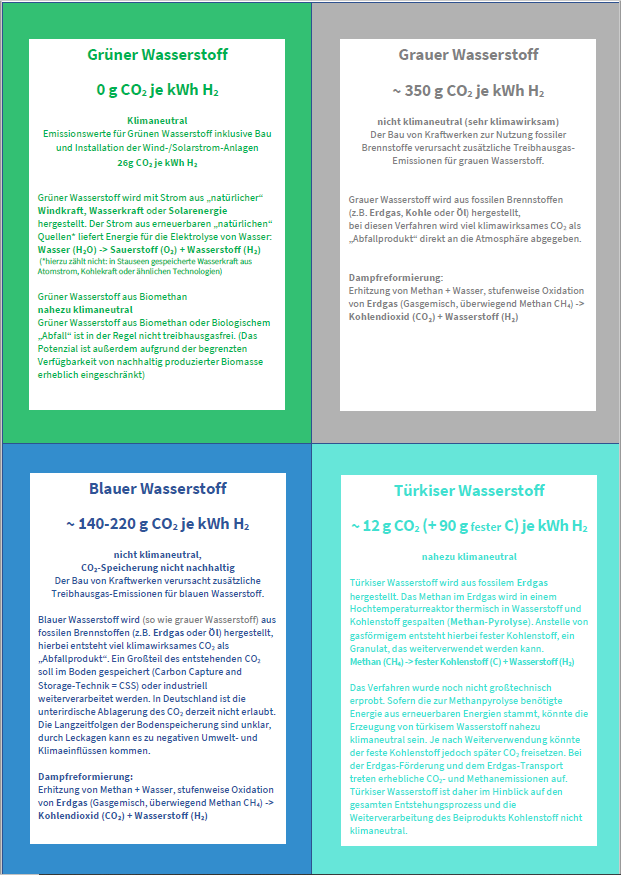 Grüner Wasserstoff
0 g CO₂ je kWh H₂
Klimaneutral
Emissionswerte für Grünen Wasserstoff inklusive Bau
und Installation der Wind-/Solarstrom-Anlagen
26g CO₂ je kWh H₂
Grüner Wasserstoff wird mit Strom aus „natürlicher“
Windkraft, Wasserkraft oder Solarenergie
hergestellt. Der Strom aus erneuerbaren „natürlichen“
Quellen* liefert Energie für die Elektrolyse von Wasser:
Wasser (H₂O) -> Sauerstoff (O₂) + Wasserstoff (H₂)
(*hierzu zählt nicht: in Stauseen gespeicherte Wasserkraft aus
Atomstrom, Kohlekraft oder ähnlichen Technologien)
Grüner Wasserstoff aus Biomethan
nahezu klimaneutral
Grüner Wasserstoff aus Biomethan oder Biologischem
„Abfall“ ist in der Regel nicht treibhausgasfrei. (Das
Potenzial ist außerdem aufgrund der begrenzten
Verfügbarkeit von nachhaltig produzierter Biomasse
erheblich eingeschränkt)
Grauer Wasserstoff
~ 350 g CO₂ je kWh H₂
nicht klimaneutral (sehr klimawirksam)
Der Bau von Kraftwerken zur Nutzung fossiler
Brennstoffe verursacht zusätzliche Treibhausgas-
Emissionen für grauen Wasserstoff.
Grauer Wasserstoff wird aus fossilen Brennstoffen
(z.B. Erdgas, Kohle oder Öl) hergestellt,
bei diesen Verfahren wird viel klimawirksames CO₂ als
„Abfallprodukt“ direkt an die Atmosphäre abgegeben.
Dampfreformierung:
Erhitzung von Methan + Wasser, stufenweise Oxidation
von Erdgas (Gasgemisch, überwiegend Methan CH₄) ->
Kohlendioxid (CO₂) + Wasserstoff (H₂)
Blauer Wasserstoff
~ 140-220 g CO₂ je kWh H₂
nicht klimaneutral,
CO₂-Speicherung nicht nachhaltig
Der Bau von Kraftwerken verursacht zusätzliche
Treibhausgas-Emissionen für blauen Wasserstoff.
Blauer Wasserstoff wird (so wie grauer Wasserstoff) aus
fossilen Brennstoffen (z.B. Erdgas oder Öl) hergestellt,
hierbei entsteht viel klimawirksames CO₂ als
„Abfallprodukt“. Ein Großteil des entstehenden CO₂
soll im Boden gespeichert (Carbon Capture and
Storage-Technik = CSS) oder industriell
weiterverarbeitet werden. In Deutschland ist die
unterirdische Ablagerung des CO₂ derzeit nicht erlaubt.
Die Langzeitfolgen der Bodenspeicherung sind unklar,
durch Leckagen kann es zu negativen Umwelt- und
Klimaeinflüssen kommen.
Dampfreformierung:
Erhitzung von Methan + Wasser, stufenweise Oxidation
von Erdgas (Gasgemisch, überwiegend Methan CH₄) ->
Kohlendioxid (CO₂) + Wasserstoff (H₂)
Türkiser Wasserstoff
~ 12 g CO₂ (+ 90 g fester C) je kWh H₂
nahezu klimaneutral
Türkiser Wasserstoff wird aus fossilem Erdgas
hergestellt. Das Methan im Erdgas wird in einem
Hochtemperaturreaktor thermisch in Wasserstoff und
Kohlenstoff gespalten (Methan-Pyrolyse), Anstelle von
gasförmigem entsteht hierbei fester Kohlenstoff, ein
Granulat, das weiterverwendet werden kann.
Methan (CH₄) -> fester Kohlenstoff (C) + Wasserstoff (H₂)
Das Verfahren wurde noch nicht großtechnisch
erprobt. Sofern die zur Methanpyrolyse benötigte
Energie aus erneuerbaren Energien stammt, könnte die
Erzeugung von türkisem Wasserstoff nahezu
klimaneutral sein. Je nach Weiterverwendung könnte
der feste Kohlenstoff jedoch später CO₂ freisetzen. Bei
der Erdgas-Förderung und dem Erdgas-Transport
treten erhebliche CO₂- und Methanemissionen auf.
Türkiser Wasserstoff ist daher im Hinblick auf den
gesamten Entstehungsprozess und die
Weiterverarbeitung des Beiprodukts Kohlenstoff nicht
klimaneutral.